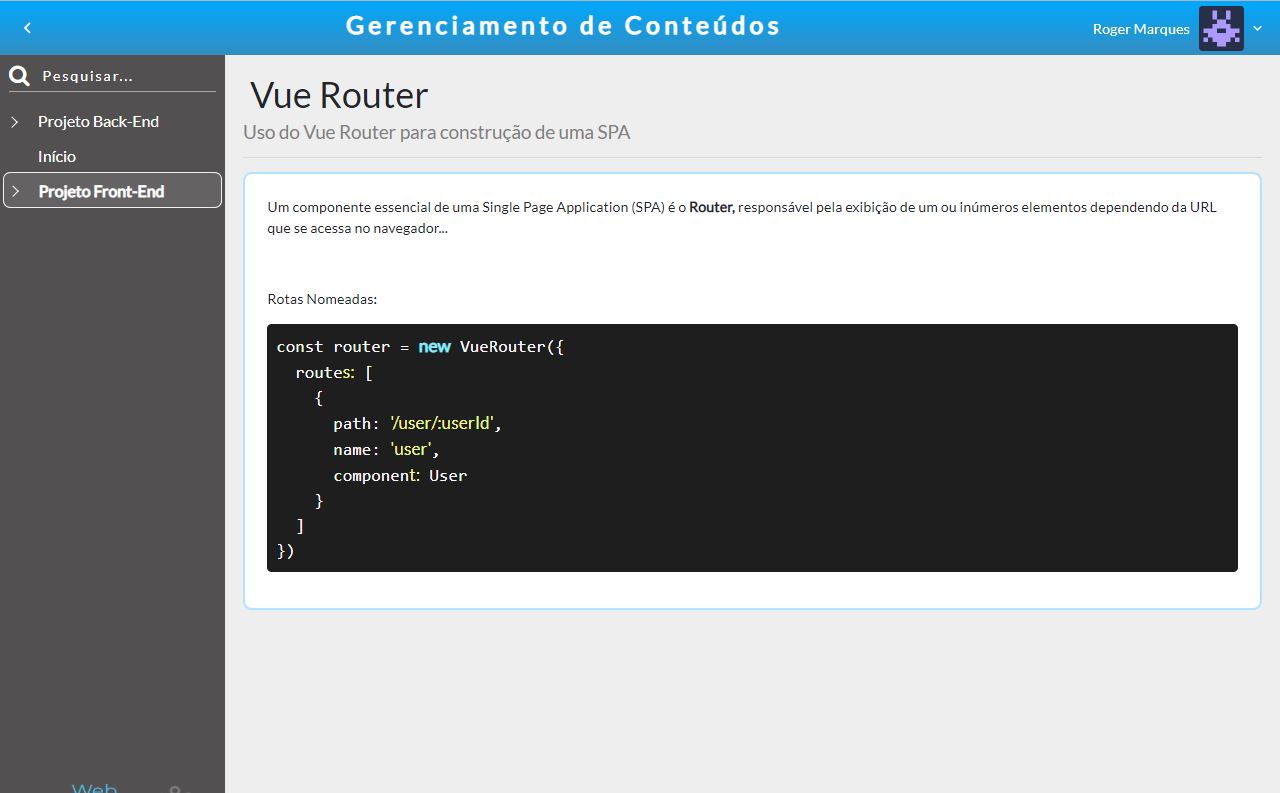 Gerenciamento de Conteúdos
Roger Marques
Pesquisar...
Projeto Back-End
Início
Projeto Front-End
Vue Router
Uso do Vue Router para construção de uma SPA
Um componente essencial de uma Single Page Application (SPA) é o Router, responsável pela exibição de um ou inúmeros elementos dependendo da URL
que se acessa no navegador...
Rotas Nomeadas:
const router = new VueRouter({
  routes: [
    {
      path: '/user/:userId',
      name: 'user',
      component: User
    }
  ]
})
Web